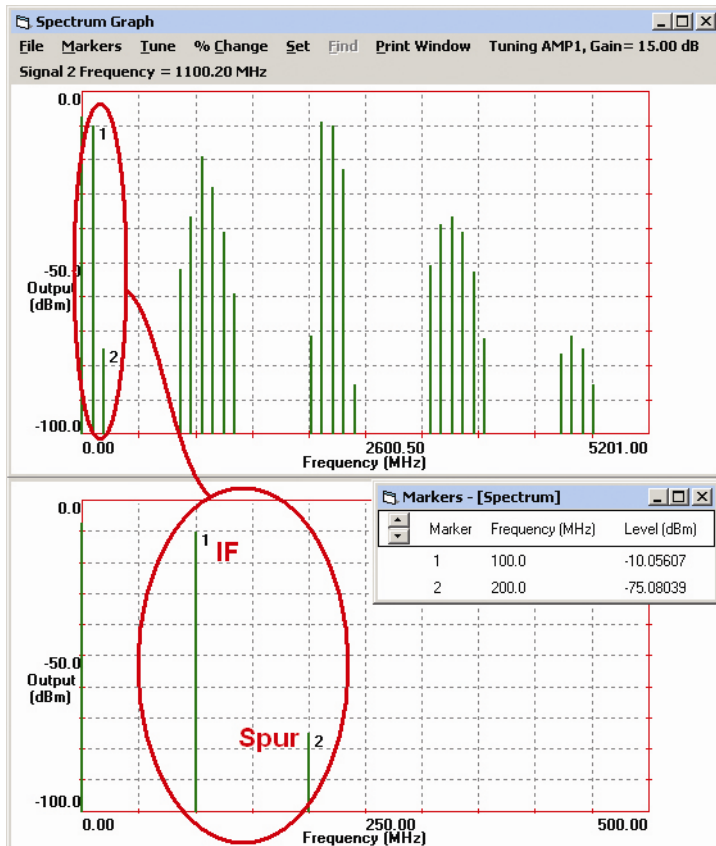 Spectrum Graph
File Markers Tune % Change Set Find Print Window Tuning AMP1, Gain= 15.00 dB
Signal 2 Frequency = 1100.20 MHz
0.0
1
-50.0
Output
(dBm)
2
-100.0
0.00 2600.50 5201.00
Frequency (MHz)
0.0
Markers - [Spectrum]
Marker Frequency (MHz) Level (dBm)
1 100.0 -10.05607
2 200.0 -75.08039
1
IF
-50.0
Output
(dBm)
Spur 2
-100.0
0.00 250.00 500.00
Frequency (MHz)